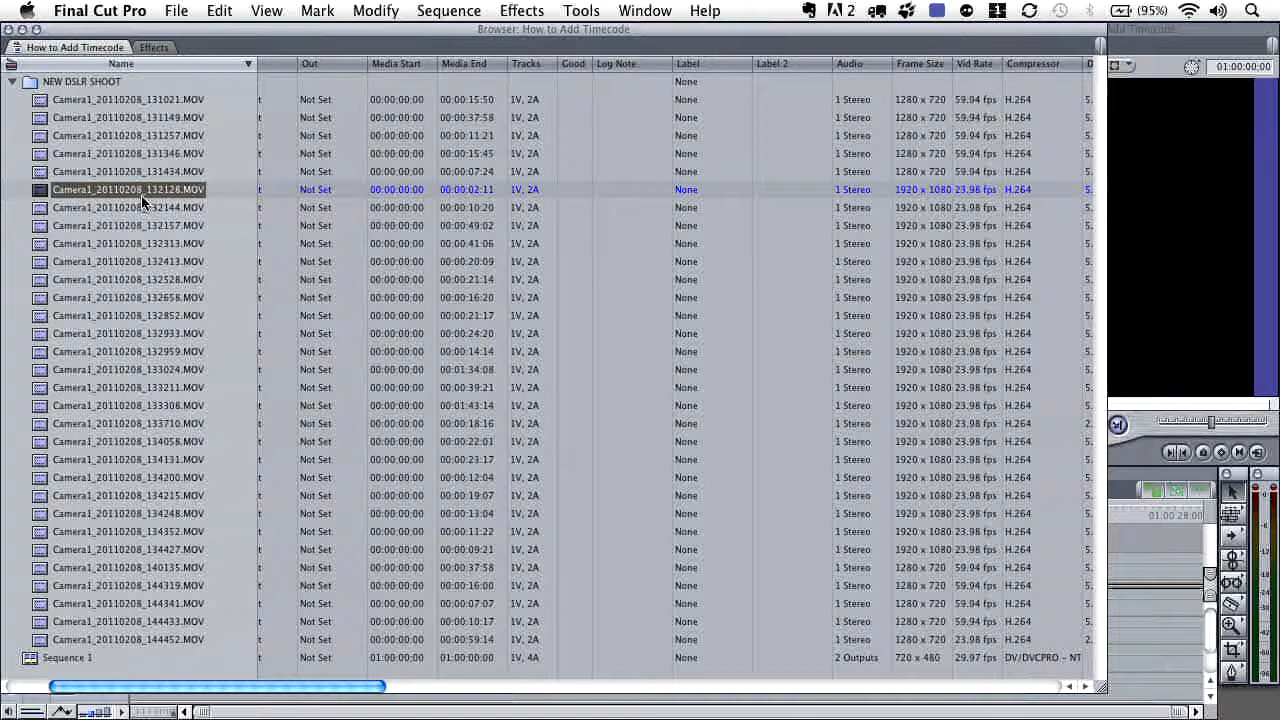 Final Cut Pro File Edit View Mark Modify Sequence Effects Tools Window Help 2 1 (95%)
Browser: How to Add Timecode
How to Add Timecode Effects
Name Out Media Start Media End Tracks Good Log Note Label Label 2 Audio Frame Size Vid Rate Compressor D
01:00:00;00
NEW DSLR SHOOT None
Camera1_20110208_131021.MOV t Not Set 00:00:00:00 00:00:15:50 1V, 2A None 1 Stereo 1280 x 720 59.94 fps H.264 5.
Camera1_20110208_131149.MOV t Not Set 00:00:00:00 00:00:37:58 1V, 2A None 1 Stereo 1280 x 720 59.94 fps H.264 5.
Camera1_20110208_131257.MOV t Not Set 00:00:00:00 00:00:11:21 1V, 2A None 1 Stereo 1280 x 720 59.94 fps H.264 5.
Camera1_20110208_131346.MOV t Not Set 00:00:00:00 00:00:15:45 1V, 2A None 1 Stereo 1280 x 720 59.94 fps H.264 5.
Camera1_20110208_131434.MOV t Not Set 00:00:00:00 00:00:07:24 1V, 2A None 1 Stereo 1280 x 720 59.94 fps H.264 5.
Camera1_20110208_132128.MOV t Not Set 00:00:00:00 00:00:02:11 1V, 2A None 1 Stereo 1920 x 1080 23.98 fps H.264 5.
Camera1_20110208_132144.MOV t Not Set 00:00:00:00 00:00:10:20 1V, 2A None 1 Stereo 1920 x 1080 23.98 fps H.264 5.
Camera1_20110208_132157.MOV t Not Set 00:00:00:00 00:00:49:02 1V, 2A None 1 Stereo 1920 x 1080 23.98 fps H.264 5.
Camera1_20110208_132313.MOV t Not Set 00:00:00:00 00:00:41:06 1V, 2A None 1 Stereo 1920 x 1080 23.98 fps H.264 5.
Camera1_20110208_132413.MOV t Not Set 00:00:00:00 00:00:20:09 1V, 2A None 1 Stereo 1920 x 1080 23.98 fps H.264 5.
Camera1_20110208_132528.MOV t Not Set 00:00:00:00 00:00:21:14 1V, 2A None 1 Stereo 1920 x 1080 23.98 fps H.264 5.
Camera1_20110208_132658.MOV t Not Set 00:00:00:00 00:00:16:20 1V, 2A None 1 Stereo 1920 x 1080 23.98 fps H.264 5.
Camera1_20110208_132852.MOV t Not Set 00:00:00:00 00:00:21:17 1V, 2A None 1 Stereo 1920 x 1080 23.98 fps H.264 5.
Camera1_20110208_132933.MOV t Not Set 00:00:00:00 00:00:24:20 1V, 2A None 1 Stereo 1920 x 1080 23.98 fps H.264 5.
Camera1_20110208_132959.MOV t Not Set 00:00:00:00 00:00:14:14 1V, 2A None 1 Stereo 1920 x 1080 23.98 fps H.264 5.
Camera1_20110208_133024.MOV t Not Set 00:00:00:00 00:01:34:08 1V, 2A None 1 Stereo 1920 x 1080 23.98 fps H.264 5.
Camera1_20110208_133211.MOV t Not Set 00:00:00:00 00:00:39:21 1V, 2A None 1 Stereo 1920 x 1080 23.98 fps H.264 5.
Camera1_20110208_133308.MOV t Not Set 00:00:00:00 00:01:43:14 1V, 2A None 1 Stereo 1920 x 1080 23.98 fps H.264 5.
Camera1_20110208_133710.MOV t Not Set 00:00:00:00 00:00:18:16 1V, 2A None 1 Stereo 1920 x 1080 23.98 fps H.264 2.
Camera1_20110208_134058.MOV t Not Set 00:00:00:00 00:00:22:01 1V, 2A None 1 Stereo 1920 x 1080 23.98 fps H.264 5.
Camera1_20110208_134131.MOV t Not Set 00:00:00:00 00:00:23:17 1V, 2A None 1 Stereo 1920 x 1080 23.98 fps H.264 5.
Camera1_20110208_134200.MOV t Not Set 00:00:00:00 00:00:12:04 1V, 2A None 1 Stereo 1920 x 1080 23.98 fps H.264 5.
Camera1_20110208_134215.MOV t Not Set 00:00:00:00 00:00:19:07 1V, 2A None 1 Stereo 1920 x 1080 23.98 fps H.264 5.
Camera1_20110208_134248.MOV t Not Set 00:00:00:00 00:00:13:04 1V, 2A None 1 Stereo 1920 x 1080 23.98 fps H.264 5.
Camera1_20110208_134352.MOV t Not Set 00:00:00:00 00:00:11:22 1V, 2A None 1 Stereo 1920 x 1080 23.98 fps H.264 5.
Camera1_20110208_134427.MOV t Not Set 00:00:00:00 00:00:09:21 1V, 2A None 1 Stereo 1920 x 1080 23.98 fps H.264 5.
Camera1_20110208_140135.MOV t Not Set 00:00:00:00 00:00:37:58 1V, 2A None 1 Stereo 1280 x 720 59.94 fps H.264 5.
Camera1_20110208_144319.MOV t Not Set 00:00:00:00 00:00:16:00 1V, 2A None 1 Stereo 1280 x 720 59.94 fps H.264 5.
Camera1_20110208_144341.MOV t Not Set 00:00:00:00 00:00:07:07 1V, 2A None 1 Stereo 1280 x 720 59.94 fps H.264 5.
Camera1_20110208_144433.MOV t Not Set 00:00:00:00 00:00:10:17 1V, 2A None 1 Stereo 1280 x 720 59.94 fps H.264 5.
Camera1_20110208_144452.MOV t Not Set 00:00:00:00 00:00:59:14 1V, 2A None 1 Stereo 1280 x 720 23.98 fps H.264 2.
Sequence 1 t Not Set 01:00:00;00 01:00:00;00 1V, 4A None 2 Outputs 720 x 480 29.97 fps DV/DVCPRO - NT
01:00:28:00